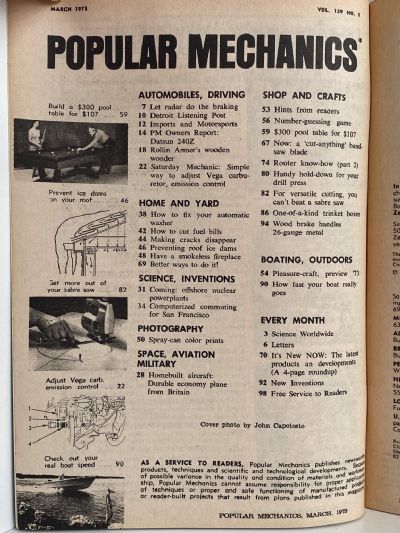 MARCH 1973
VOL. 139 NO. 1
POPULAR MECHANICS®
Build a $300 pool
table for $107 ..... 59
Prevent ice dams
on your roof ..... 46
Get more out of
your sabre saw ..... 82
Adjust Vega carb,
emission control .... 22
Check out your
real boat speed ..... 90
AUTOMOBILES, DRIVING
7 Let radar do the braking
10 Detroit Listening Post
12 Imports and Motorsports
14 PM Owners Report:
Datsun 240Z
18 Rollin Armer's wooden
wonder
22 Saturday Mechanic: Simple
way to adjust Vega carbu-
retor, emission control
HOME AND YARD
38 How to fix your automatic
washer
42 How to cut fuel bills
44 Making cracks disappear
46 Preventing roof ice dams
48 Have a smokeless fireplace
69 Better ways to do it!
SCIENCE, INVENTIONS
31 Coming: offshore nuclear
powerplants
34 Computerized commuting
for San Francisco
PHOTOGRAPHY
50 Spray-can color prints
SPACE, AVIATION
MILITARY
28 Homebuilt aircraft:
Durable economy plane
from Britain
SHOP AND CRAFTS
53 Hints from readers
56 Number-guessing game
59 $300 pool table for $107
67 Now: a 'cut-anything' band-
saw blade
74 Router know-how (part 2)
80 Handy hold-down for your
drill press
82 For versatile cutting, you
can't beat a sabre saw
86 One-of-a-kind trinket boxes
94 Wood brake handles
26-gauge metal
BOATING, OUTDOORS
54 Pleasure-craft, preview '73
90 How fast your boat really
goes
EVERY MONTH
3 Science Worldwide
6 Letters
70 It's New NOW: The latest
products an developments
(A 4-page roundup)
92 New Inventions
98 Free Service to Readers
Cover photo by John Capotosto
AS A SERVICE TO READERS, Popular Mechanics publishes newsworthy
products, techniques and scientific and technological developments. Because
of possible variance in the quality and condition of materials and workmanship,
Popular Mechanics cannot assume responsibility for proper application
of techniques or proper and safe functioning of manufactured products
or reader-built projects that result from plans published in this magazine
POPULAR MECHANICS, MARCH, 1973